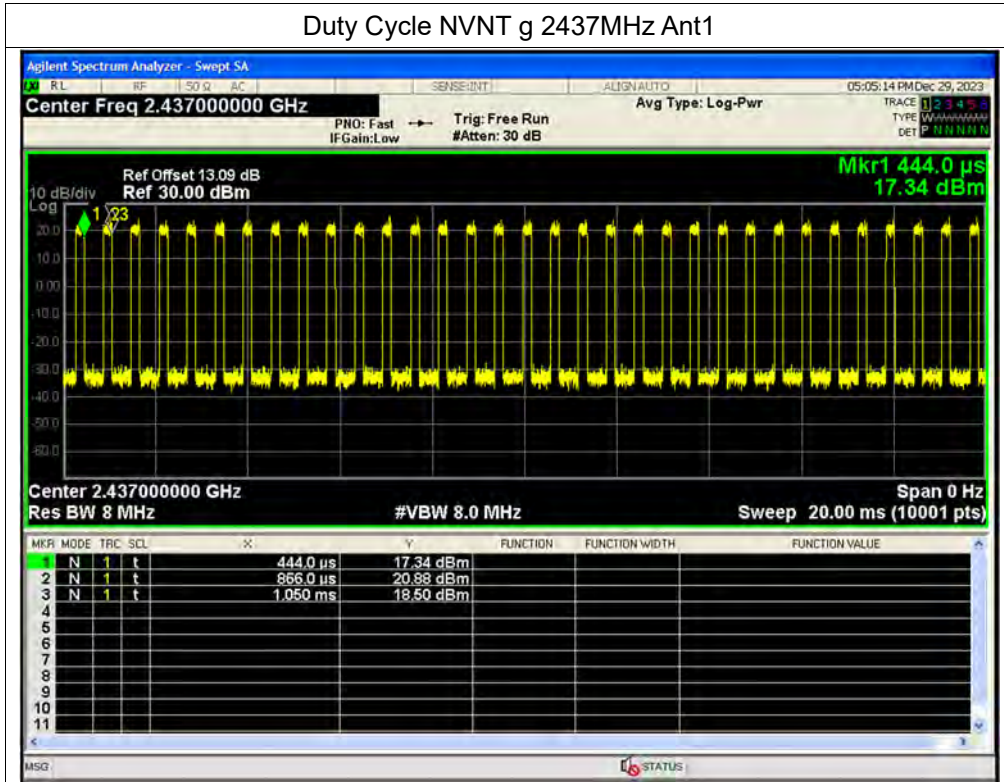 Duty Cycle NVNT g 2437MHz Ant1
Agilent Spectrum Analyzer - Swept SA
RL RF 50 Ω AC SENSE:INT ALIGNAUTO 05:05:14 PM Dec 29, 2023
Center Freq 2.437000000 GHz Avg Type: Log-Pwr TRACE 1 2 3 4 5 6
PNO: Fast Trig: Free Run TYPE W
IFGain:Low #Atten: 30 dB DET P N N N N N
Mkr1 444.0 µs
Ref Offset 13.09 dB
10 dB/div Ref 30.00 dBm 17.34 dBm
Log
1 2 3
20.0
10.0
0.00
-10.0
-20.0
-30.0
-40.0
-50.0
-60.0
Center 2.437000000 GHz Span 0 Hz
Res BW 8 MHz #VBW 8.0 MHz Sweep 20.00 ms (10001 pts)
MKR MODE TRC SCL X Y FUNCTION FUNCTION WIDTH FUNCTION VALUE
1 N 1 t 444.0 µs 17.34 dBm
2 N 1 t 866.0 µs 20.88 dBm
3 N 1 t 1.050 ms 18.50 dBm
4
5
6
7
8
9
10
11
MSG STATUS